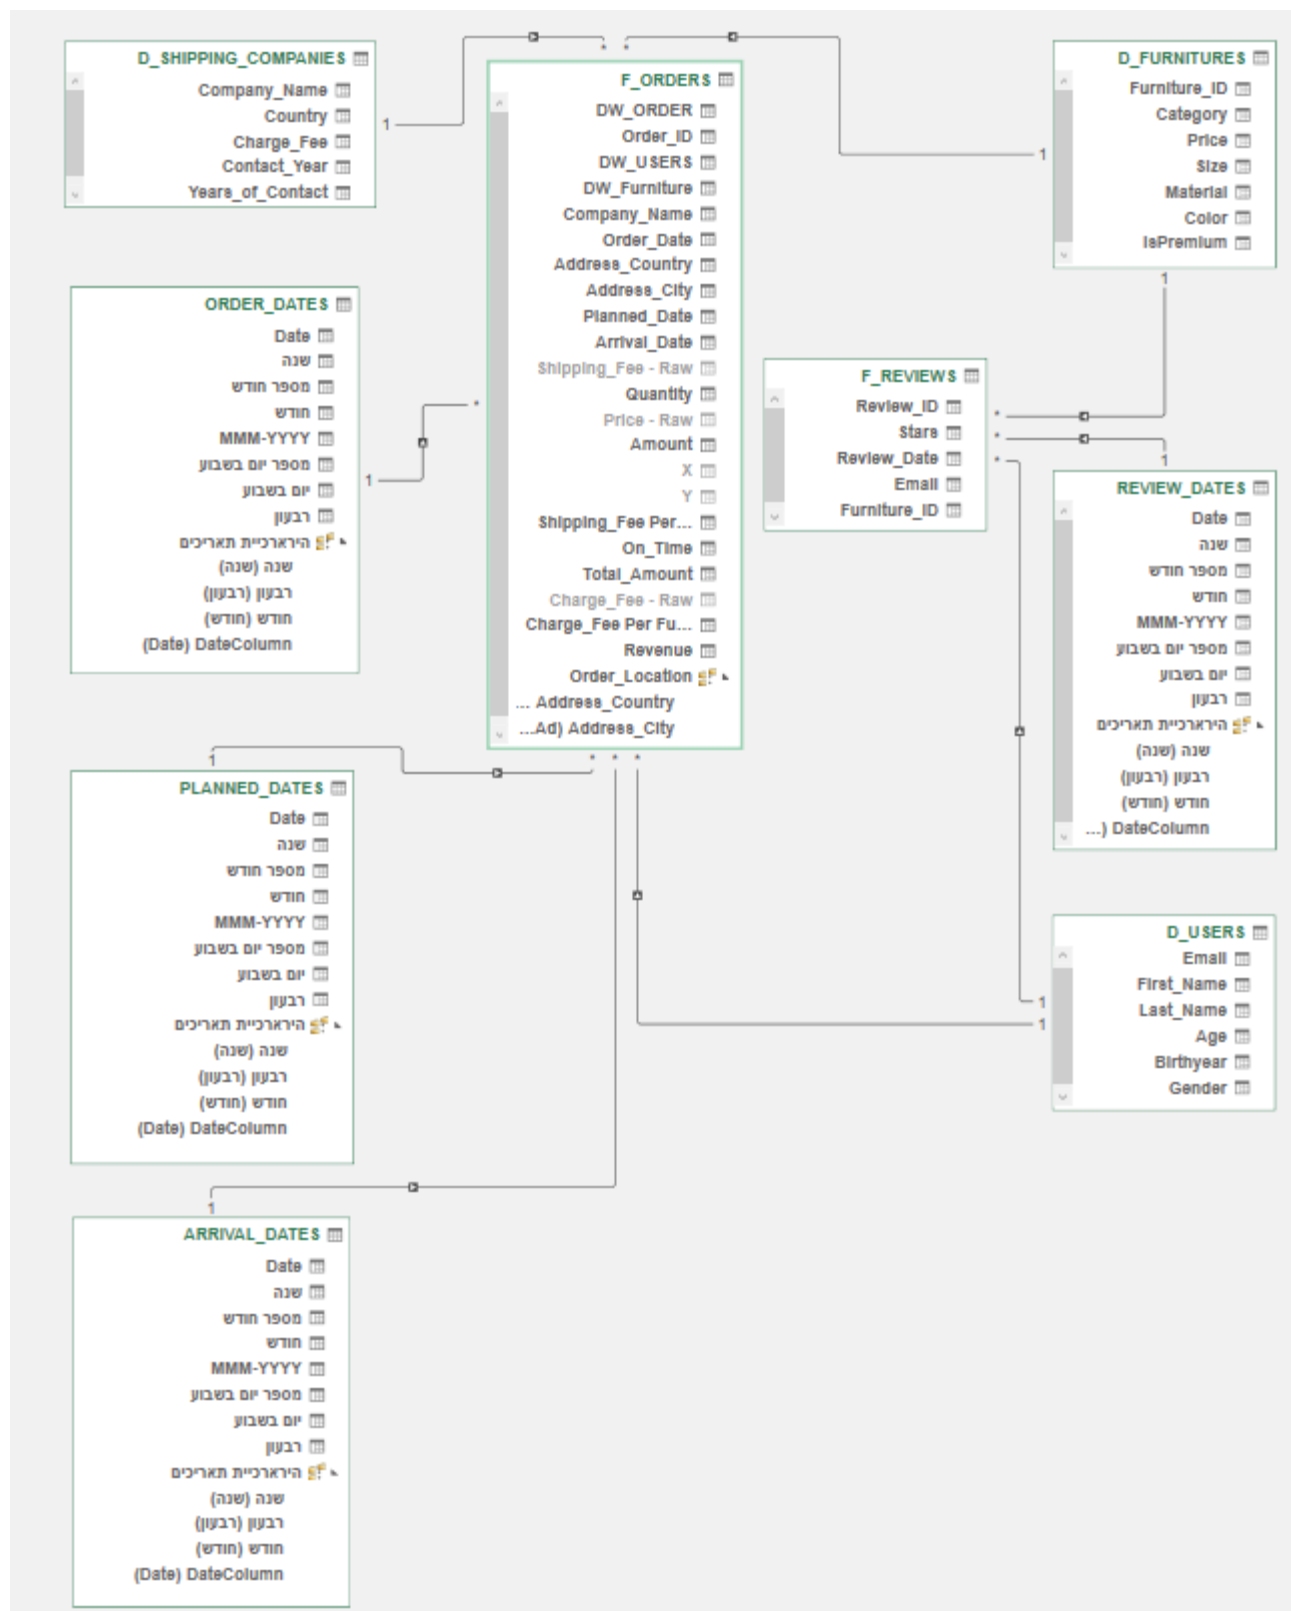 D_SHIPPING_COMPANIES
Company_Name
Country
Charge_Fee
Contact_Year
Years_of_Contact
1
*
*
F_ORDERS
DW_ORDER
Order_ID
DW_USERS
DW_Furniture
Company_Name
Order_Date
Address_Country
Address_City
Planned_Date
Arrival_Date
Shipping_Fee - Raw
Quantity
Price - Raw
Amount
X
Y
Shipping_Fee Per...
On_Time
Total_Amount
Charge_Fee - Raw
Charge_Fee Per Fu...
Revenue
Order_Location
... Address_Country
...Ad) Address_City
*
*
*
*
D_FURNITURES
Furniture_ID
Category
Price
Size
Material
Color
IsPremium
1
1
ORDER_DATES
Date
שנה
מספר חודש
חודש
MMM-YYYY
מספר יום בשבוע
יום בשבוע
רבעון
היררכיית תאריכים
שנה (שנה)
רבעון (רבעון)
חודש (חודש)
(Date) DateColumn
1
F_REVIEWS
Review_ID
Stars
Review_Date
Email
Furniture_ID
*
*
*
1
REVIEW_DATES
Date
שנה
מספר חודש
חודש
MMM-YYYY
מספר יום בשבוע
יום בשבוע
רבעון
היררכיית תאריכים
שנה (שנה)
רבעון (רבעון)
חודש (חודש)
...) DateColumn
1
PLANNED_DATES
Date
שנה
מספר חודש
חודש
MMM-YYYY
מספר יום בשבוע
יום בשבוע
רבעון
היררכיית תאריכים
שנה (שנה)
רבעון (רבעון)
חודש (חודש)
(Date) DateColumn
D_USERS
Email
First_Name
Last_Name
Age
Birthyear
Gender
1
1
1
ARRIVAL_DATES
Date
שנה
מספר חודש
חודש
MMM-YYYY
מספר יום בשבוע
יום בשבוע
רבעון
היררכיית תאריכים
שנה (שנה)
רבעון (רבעון)
חודש (חודש)
(Date) DateColumn